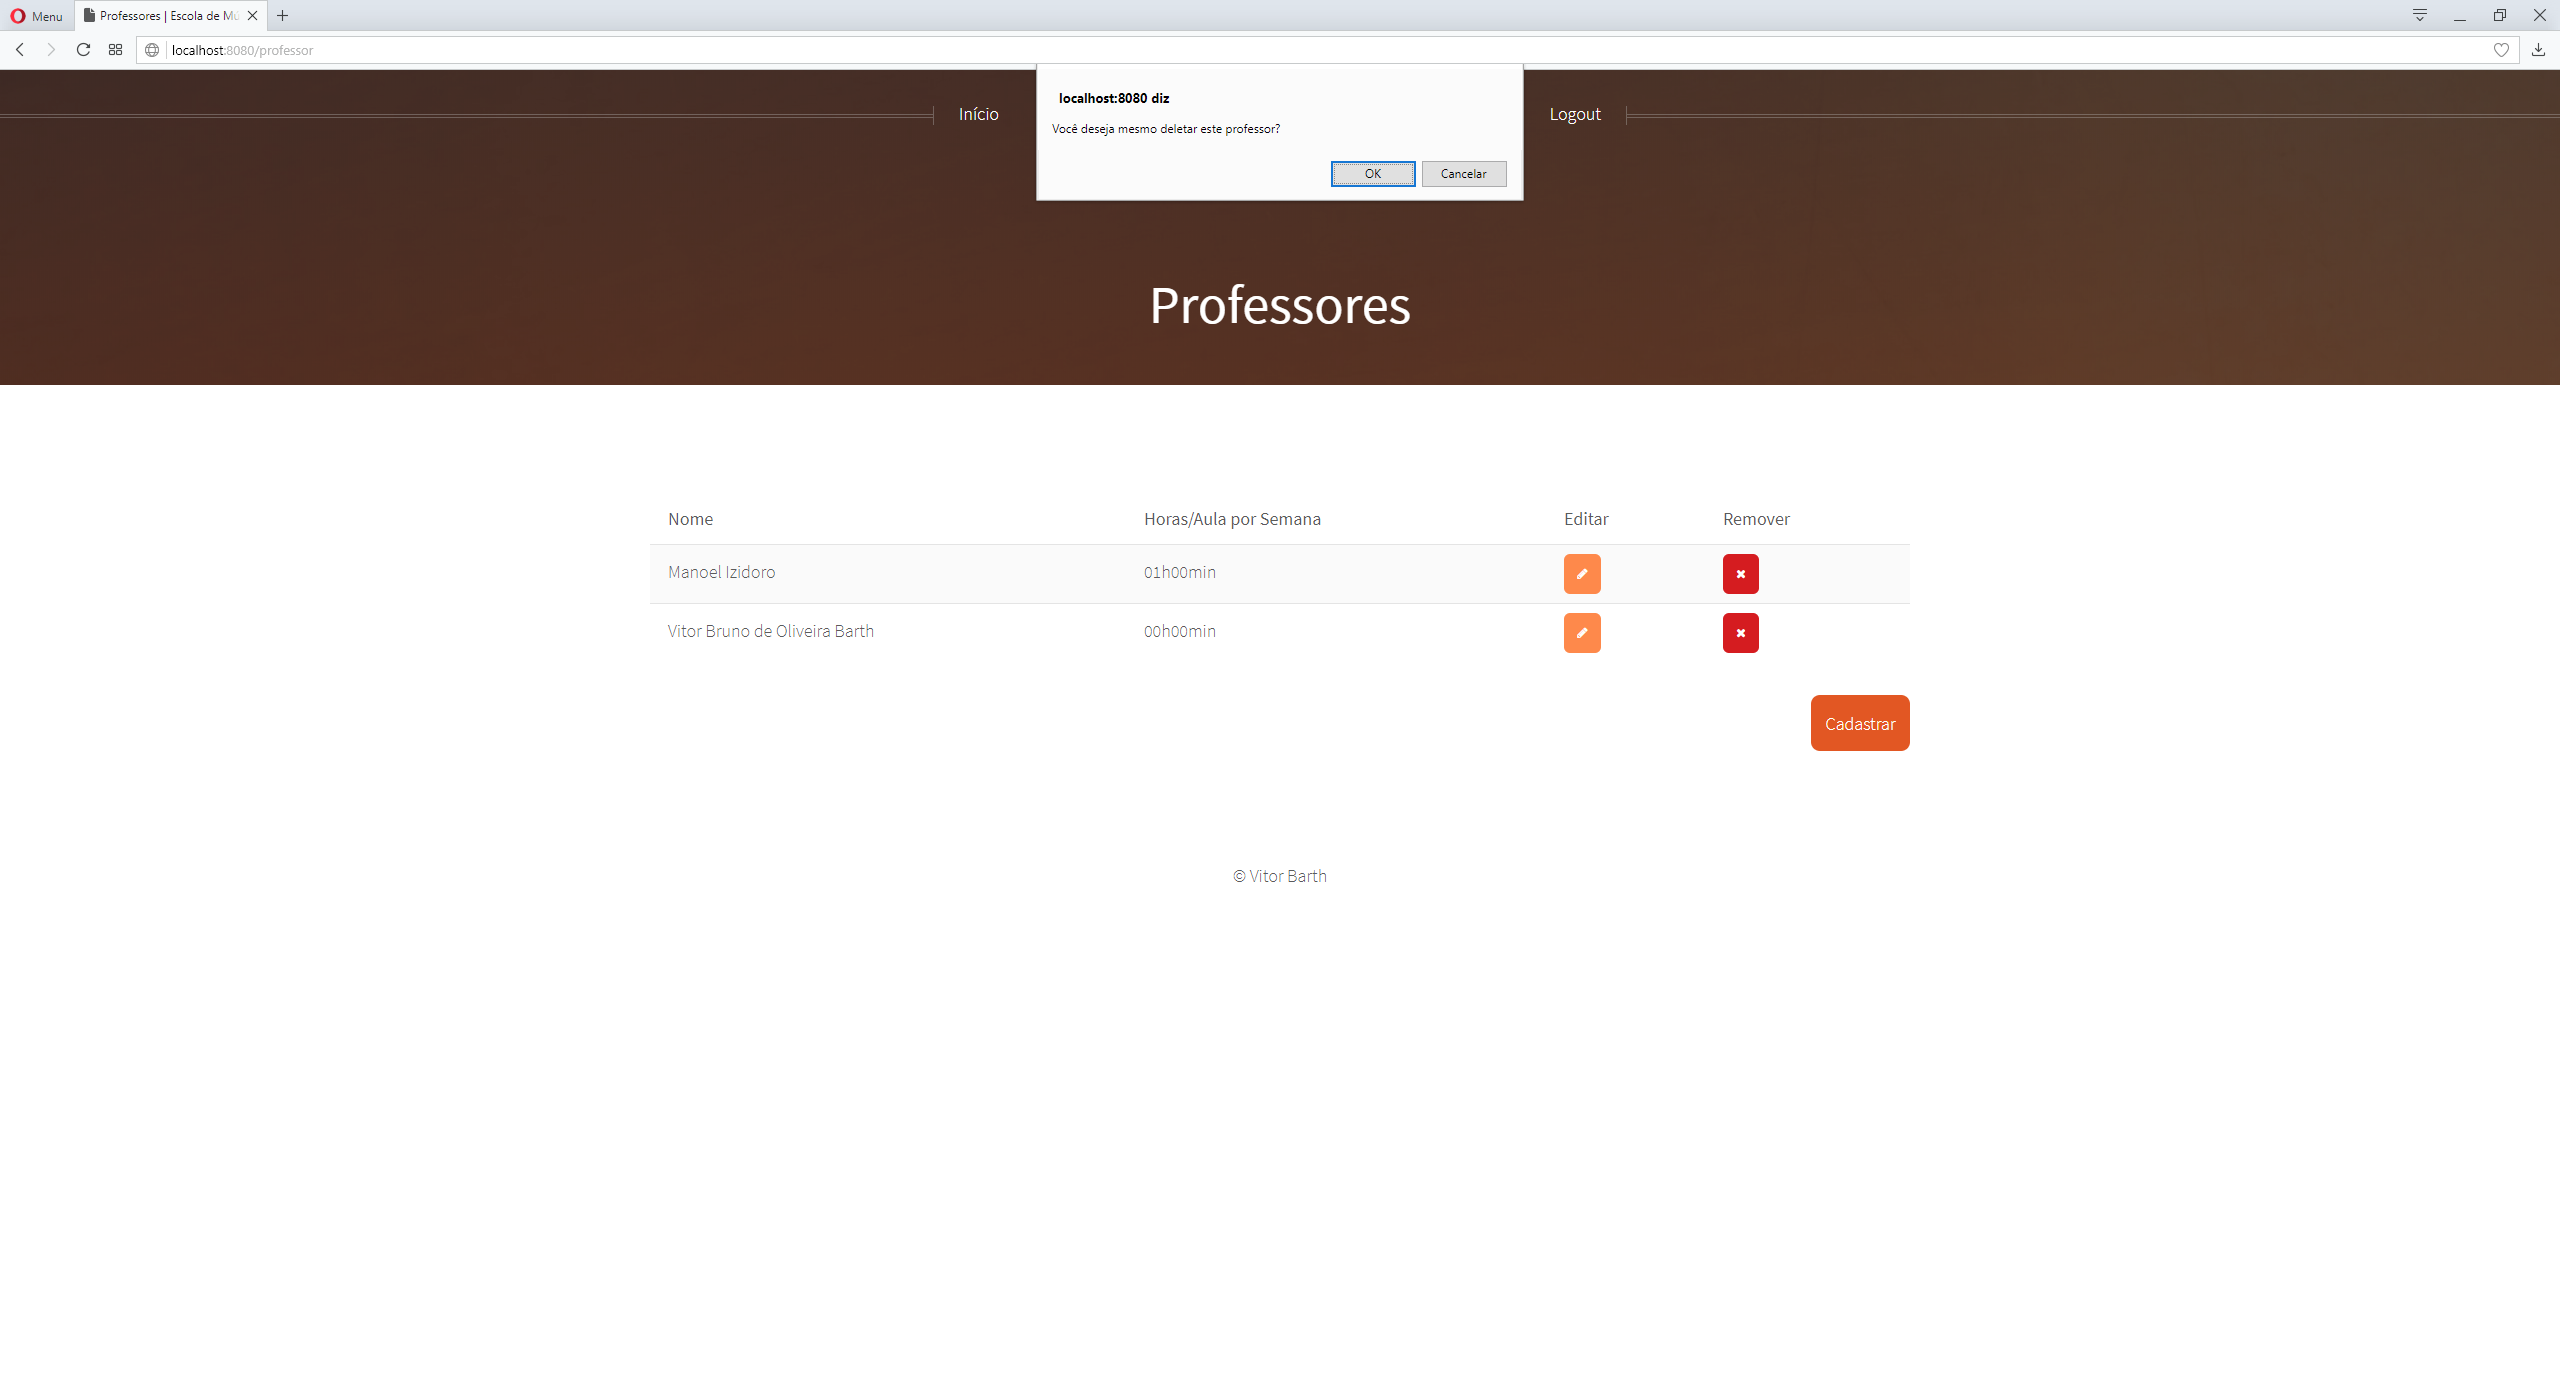 Menu
Professores | Escola de Mú
localhost:8080/professor
localhost:8080 diz
Você deseja mesmo deletar este professor?
OK Cancelar
Início Logout
Professores
Nome Horas/Aula por Semana Editar Remover
Manoel Izidoro 01h00min
Vitor Bruno de Oliveira Barth 00h00min
Cadastrar
© Vitor Barth